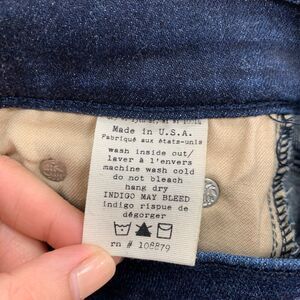 Made in U.S.A.
Fabriqué aux états-unis
wash inside out/
laver à l'envers
machine wash cold
do not bleach
hang dry
INDIGO MAY BLEED
indigo rispue de
dégorger
rn # 108879